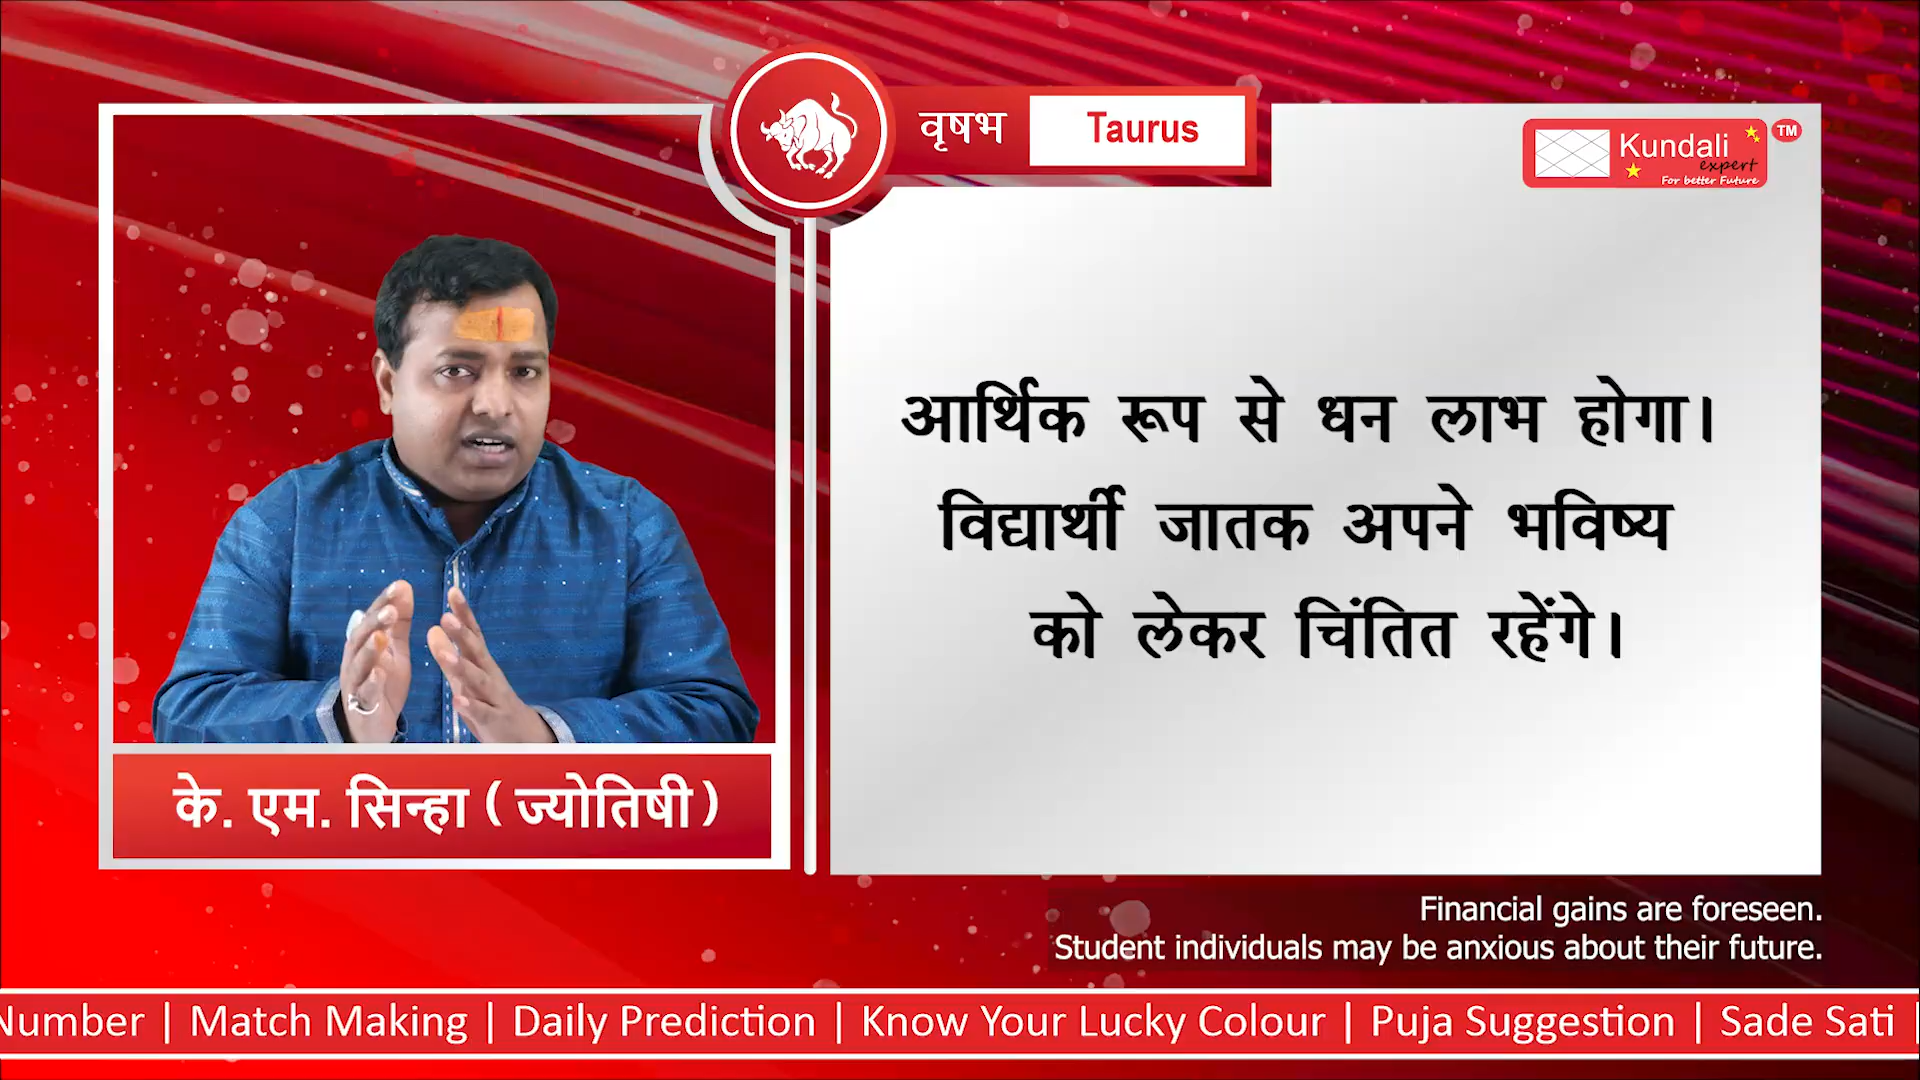 वृषभ
Taurus
Kundali
expert
For better Future
TM
आर्थिक रूप से धन लाभ होगा।
विद्यार्थी जातक अपने भविष्य
को लेकर चिंतित रहेंगे।
के. एम. सिन्हा ( ज्योतिषी )
Financial gains are foreseen.
Student individuals may be anxious about their future.
Number | Match Making | Daily Prediction | Know Your Lucky Colour | Puja Suggestion | Sade Sati |